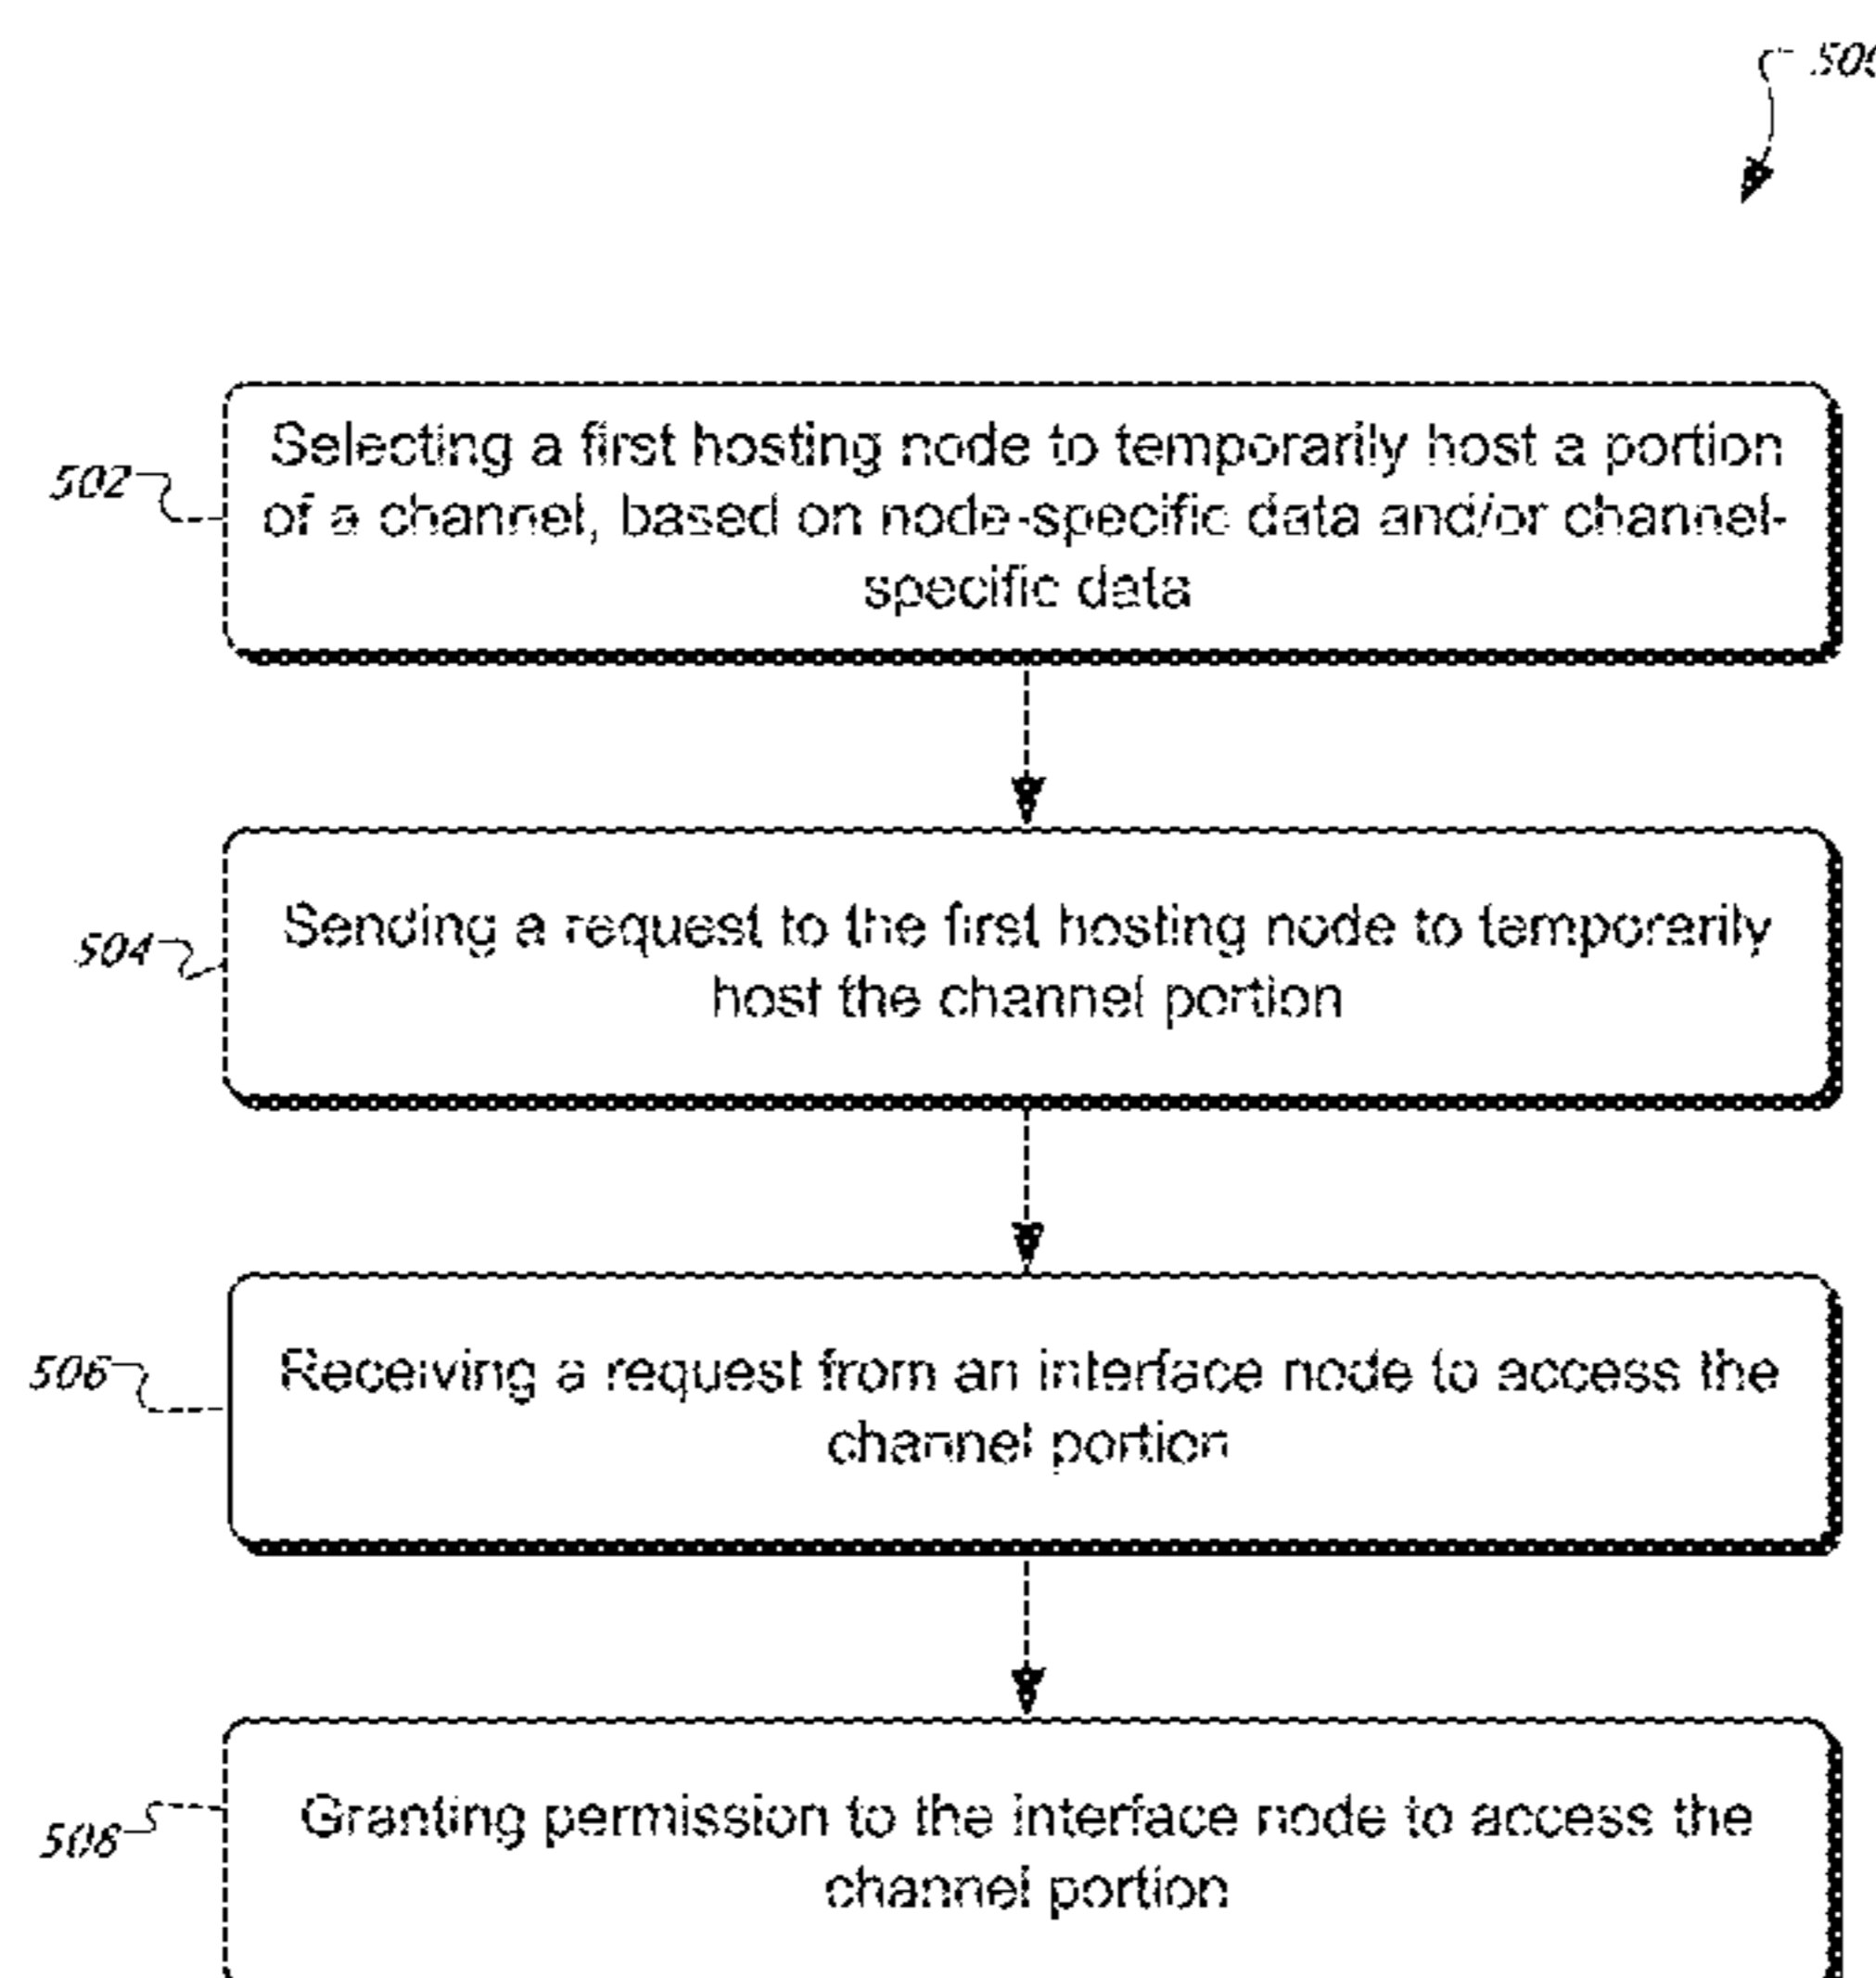 502
Selecting a first hosting node to temporarily host a portion
of a channel, based on node-specific data and/or channel-
specific data
504
Sending a request to the first hosting node to temporarily
host the channel portion
506
Receiving a request from an interface node to access the
channel portion
508
Granting permission to the interface node to access the
channel portion